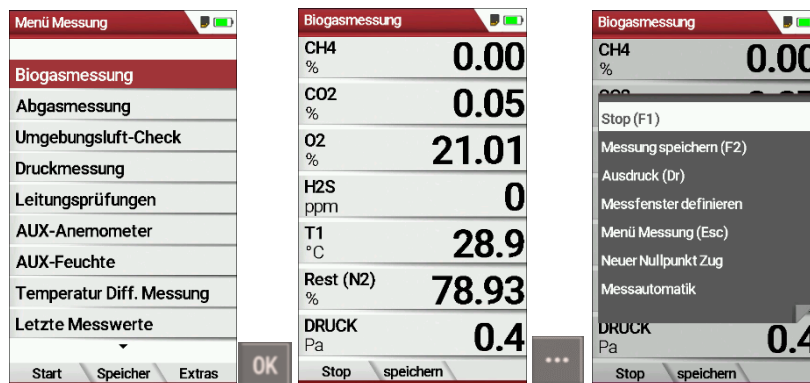 Menü Messung
Biogasmessung
Abgasmessung
Umgebungsluft-Check
Druckmessung
Leitungsprüfungen
AUX-Anemometer
AUX-Feuchte
Temperatur Diff. Messung
Letzte Messwerte
Start Speicher Extras
OK
Biogasmessung
CH4 0.00
%
CO2 0.05
%
O2 21.01
%
H2S 0
ppm
T1 28.9
°C
Rest (N2) 78.93
%
DRUCK 0.4
Pa
Stop speichern
...
Biogasmessung
CH4 0.00
%
Stop (F1)
Messung speichern (F2)
Ausdruck (Dr)
Messfenster definieren
Menü Messung (Esc)
Neuer Nullpunkt Zug
Messautomatik
DRUCK 0.4
Pa
Stop speichern